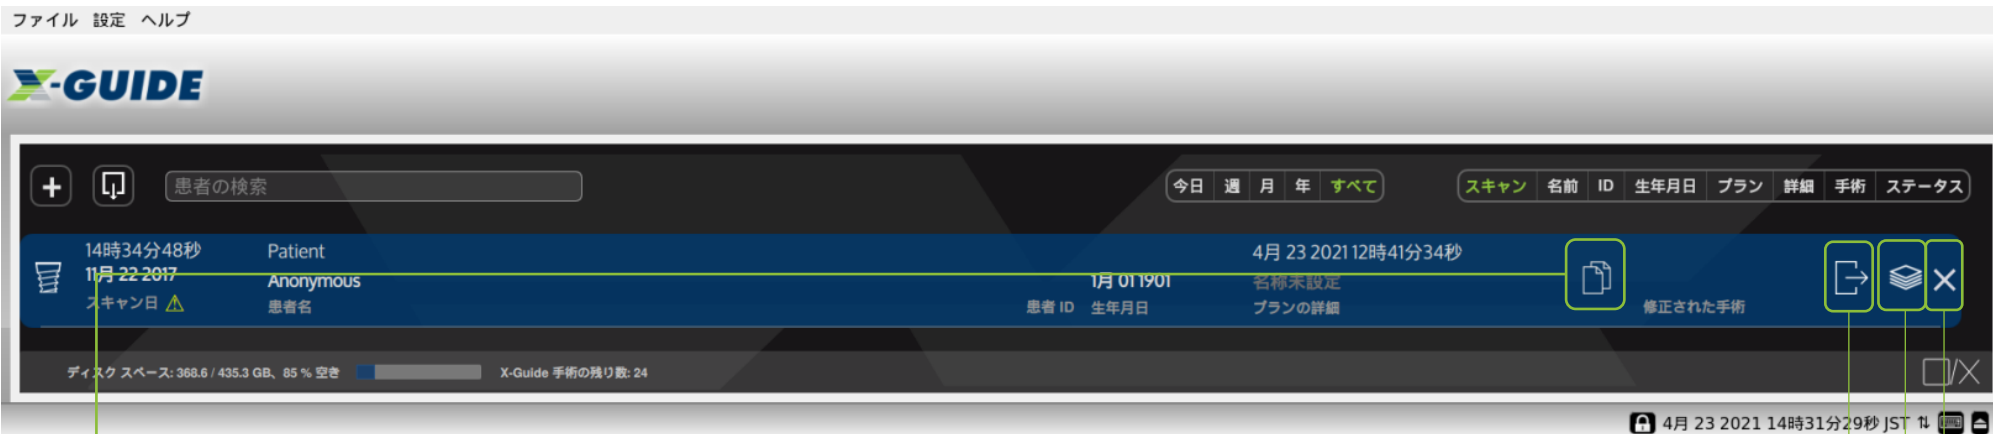 ファイル 設定 ヘルプ
X-GUIDE
患者の検索
今日 週 月 年 すべて
スキャン 名前 ID 生年月日 プラン 詳細 手術 ステータス
14時34分48秒 Patient 4月 23 2021 12時41分34秒
11月 22 2017 Anonymous 1月 01 1901 名称未設定
スキャン日 患者名 患者 ID 生年月日 プランの詳細 修正された手術
ディスク スペース: 368.6 / 435.3 GB、85 % 空き X-Guide 手術の残り数: 24
4月 23 2021 14時31分29秒 JST